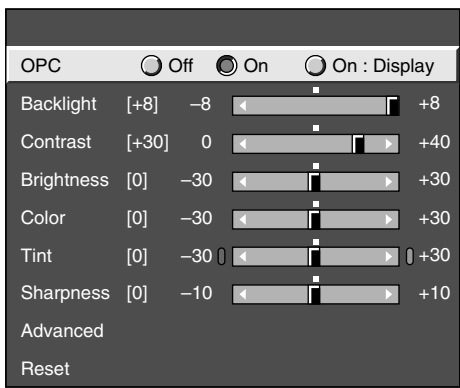 OPC Off On On : Display
Backlight [+8] –8 +8
Contrast [+30] 0 +40
Brightness [0] –30 +30
Color [0] –30 +30
Tint [0] –30 +30
Sharpness [0] –10 +10
Advanced
Reset